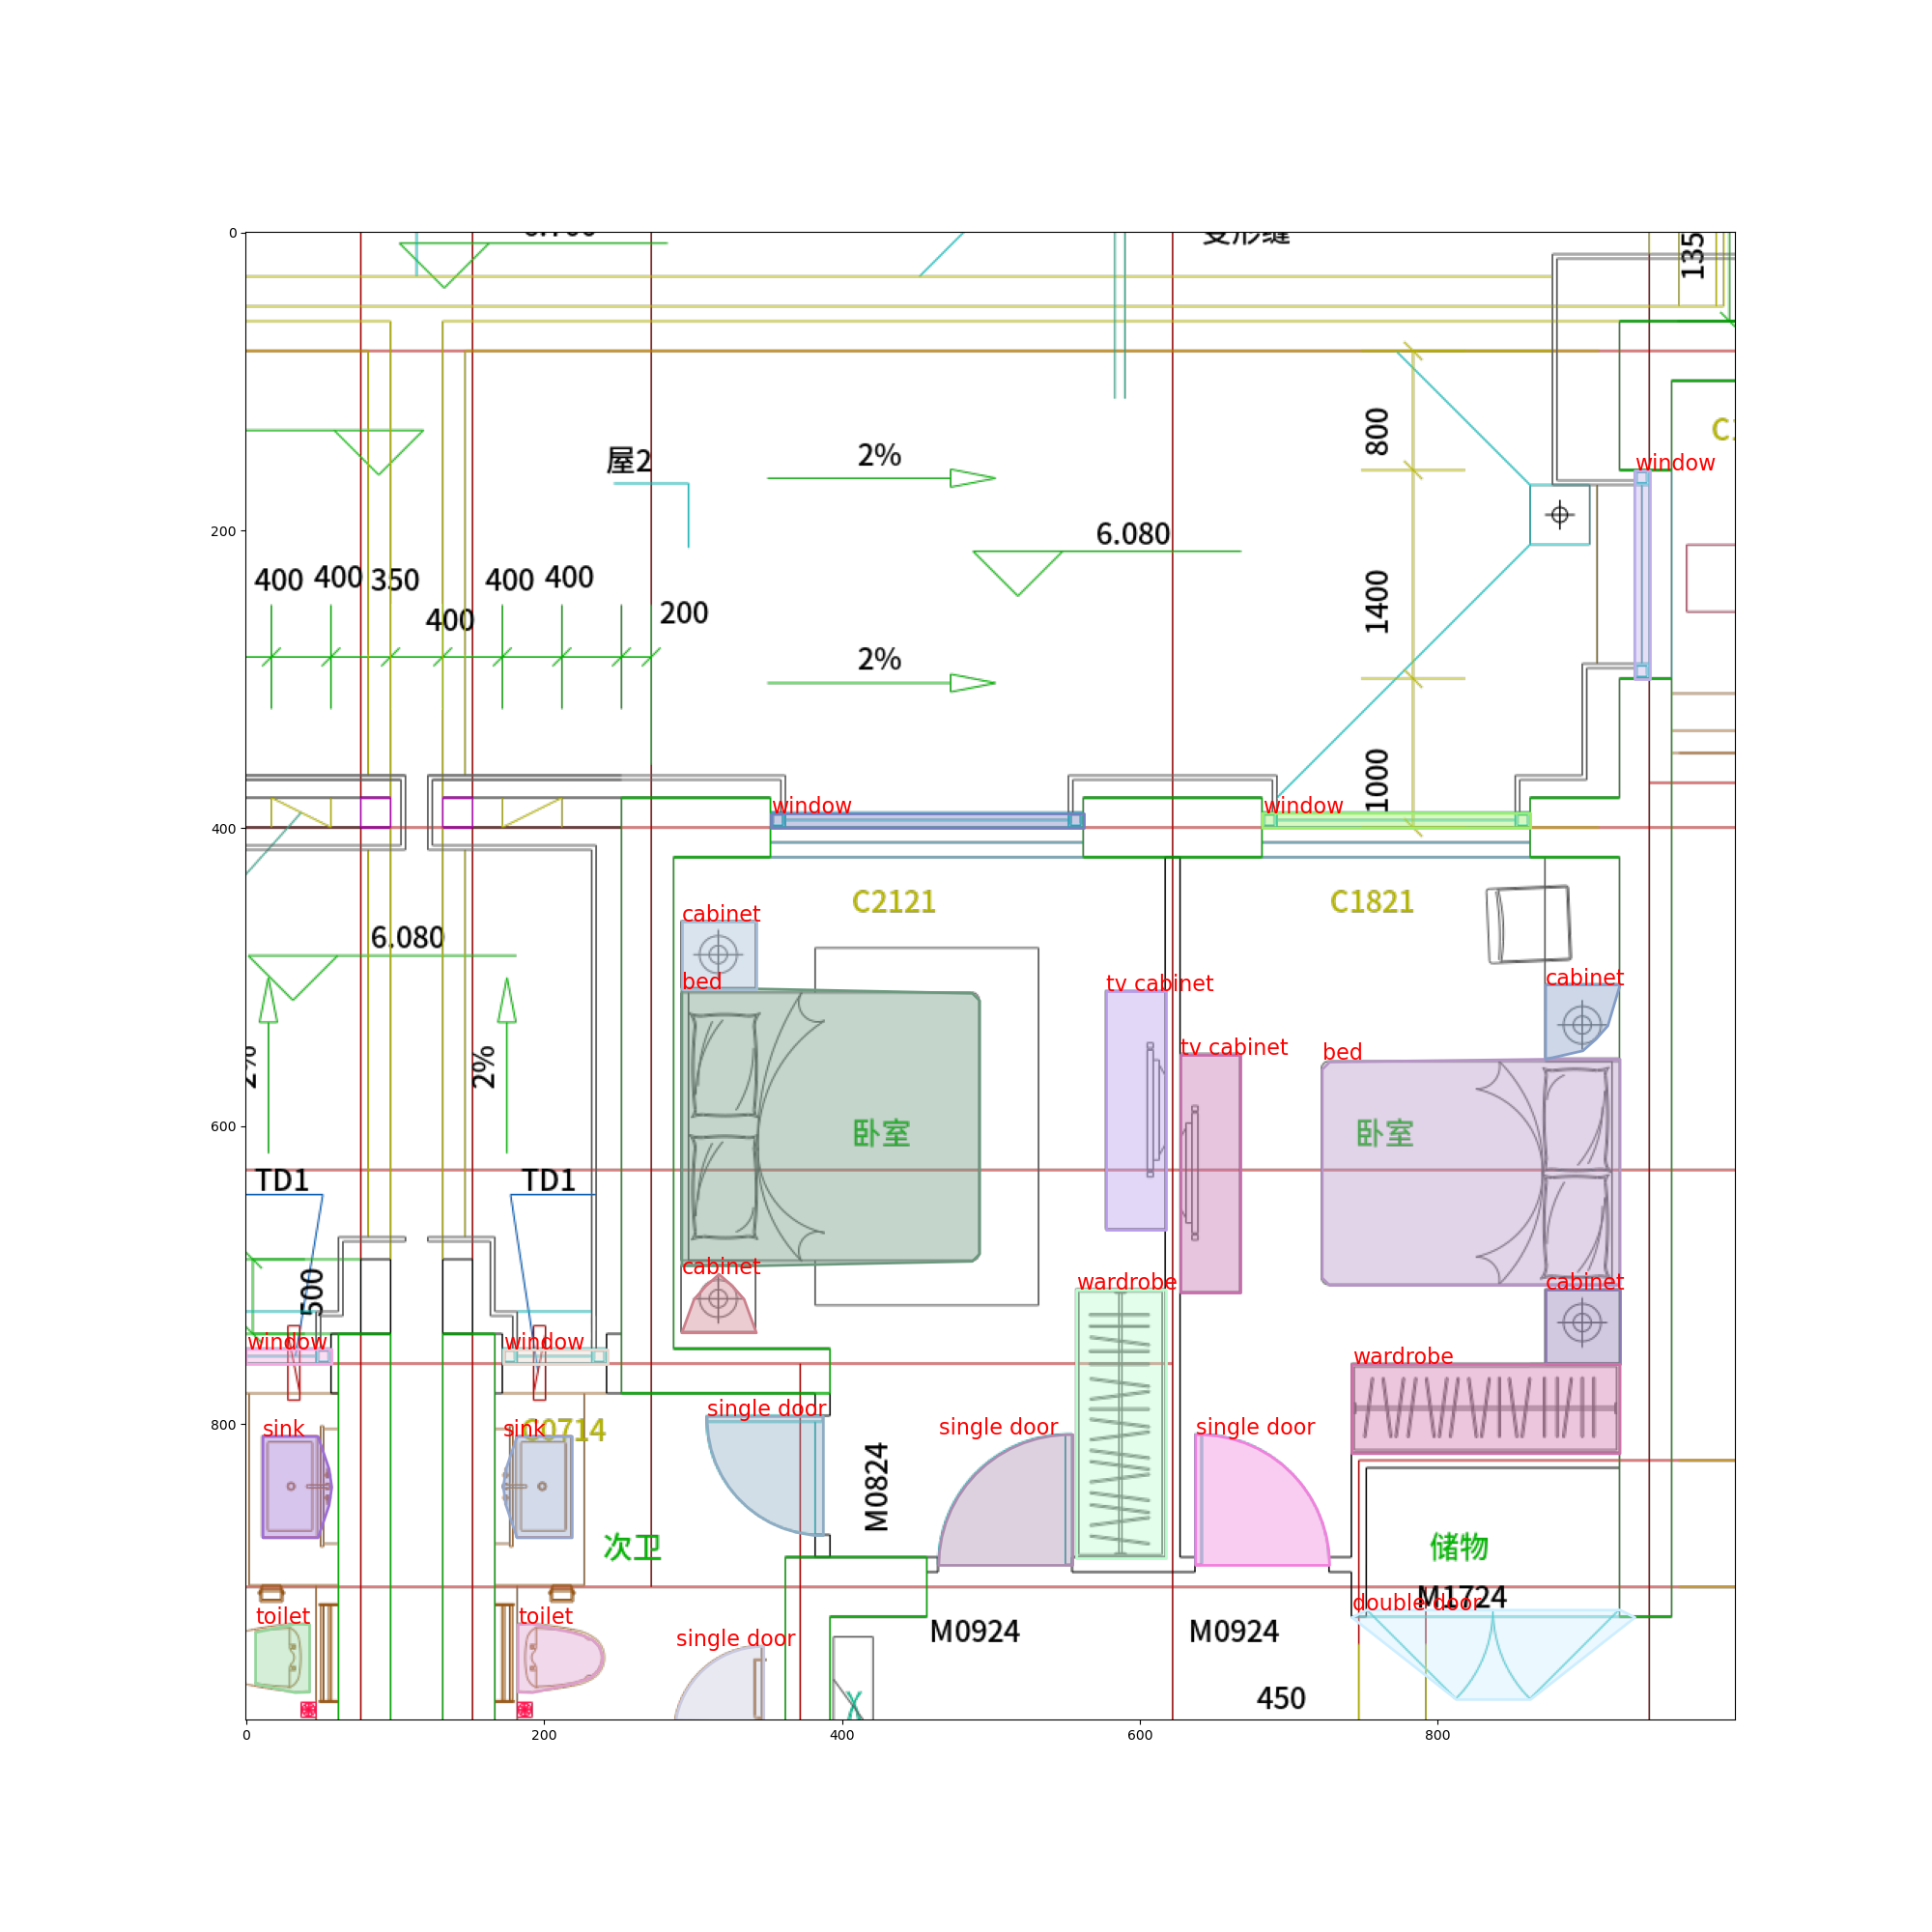 变形缝
135
0
800
window
屋2
2%
200
6.080
400
400
350
400
400
1400
400
200
2%
1000
window
window
400
C2121
C1821
cabinet
6.080
cabinet
bed
tv cabinet
tv cabinet
bed
2%
2%
卧室
卧室
600
TD1
TD1
cabinet
wardrobe
cabinet
500
window
window
wardrobe
single door
800
sink
sink
C0714
single door
single door
M0824
次卫
储物
M1724
double door
toilet
toilet
single door
M0924
M0924
450
0
200
400
600
800